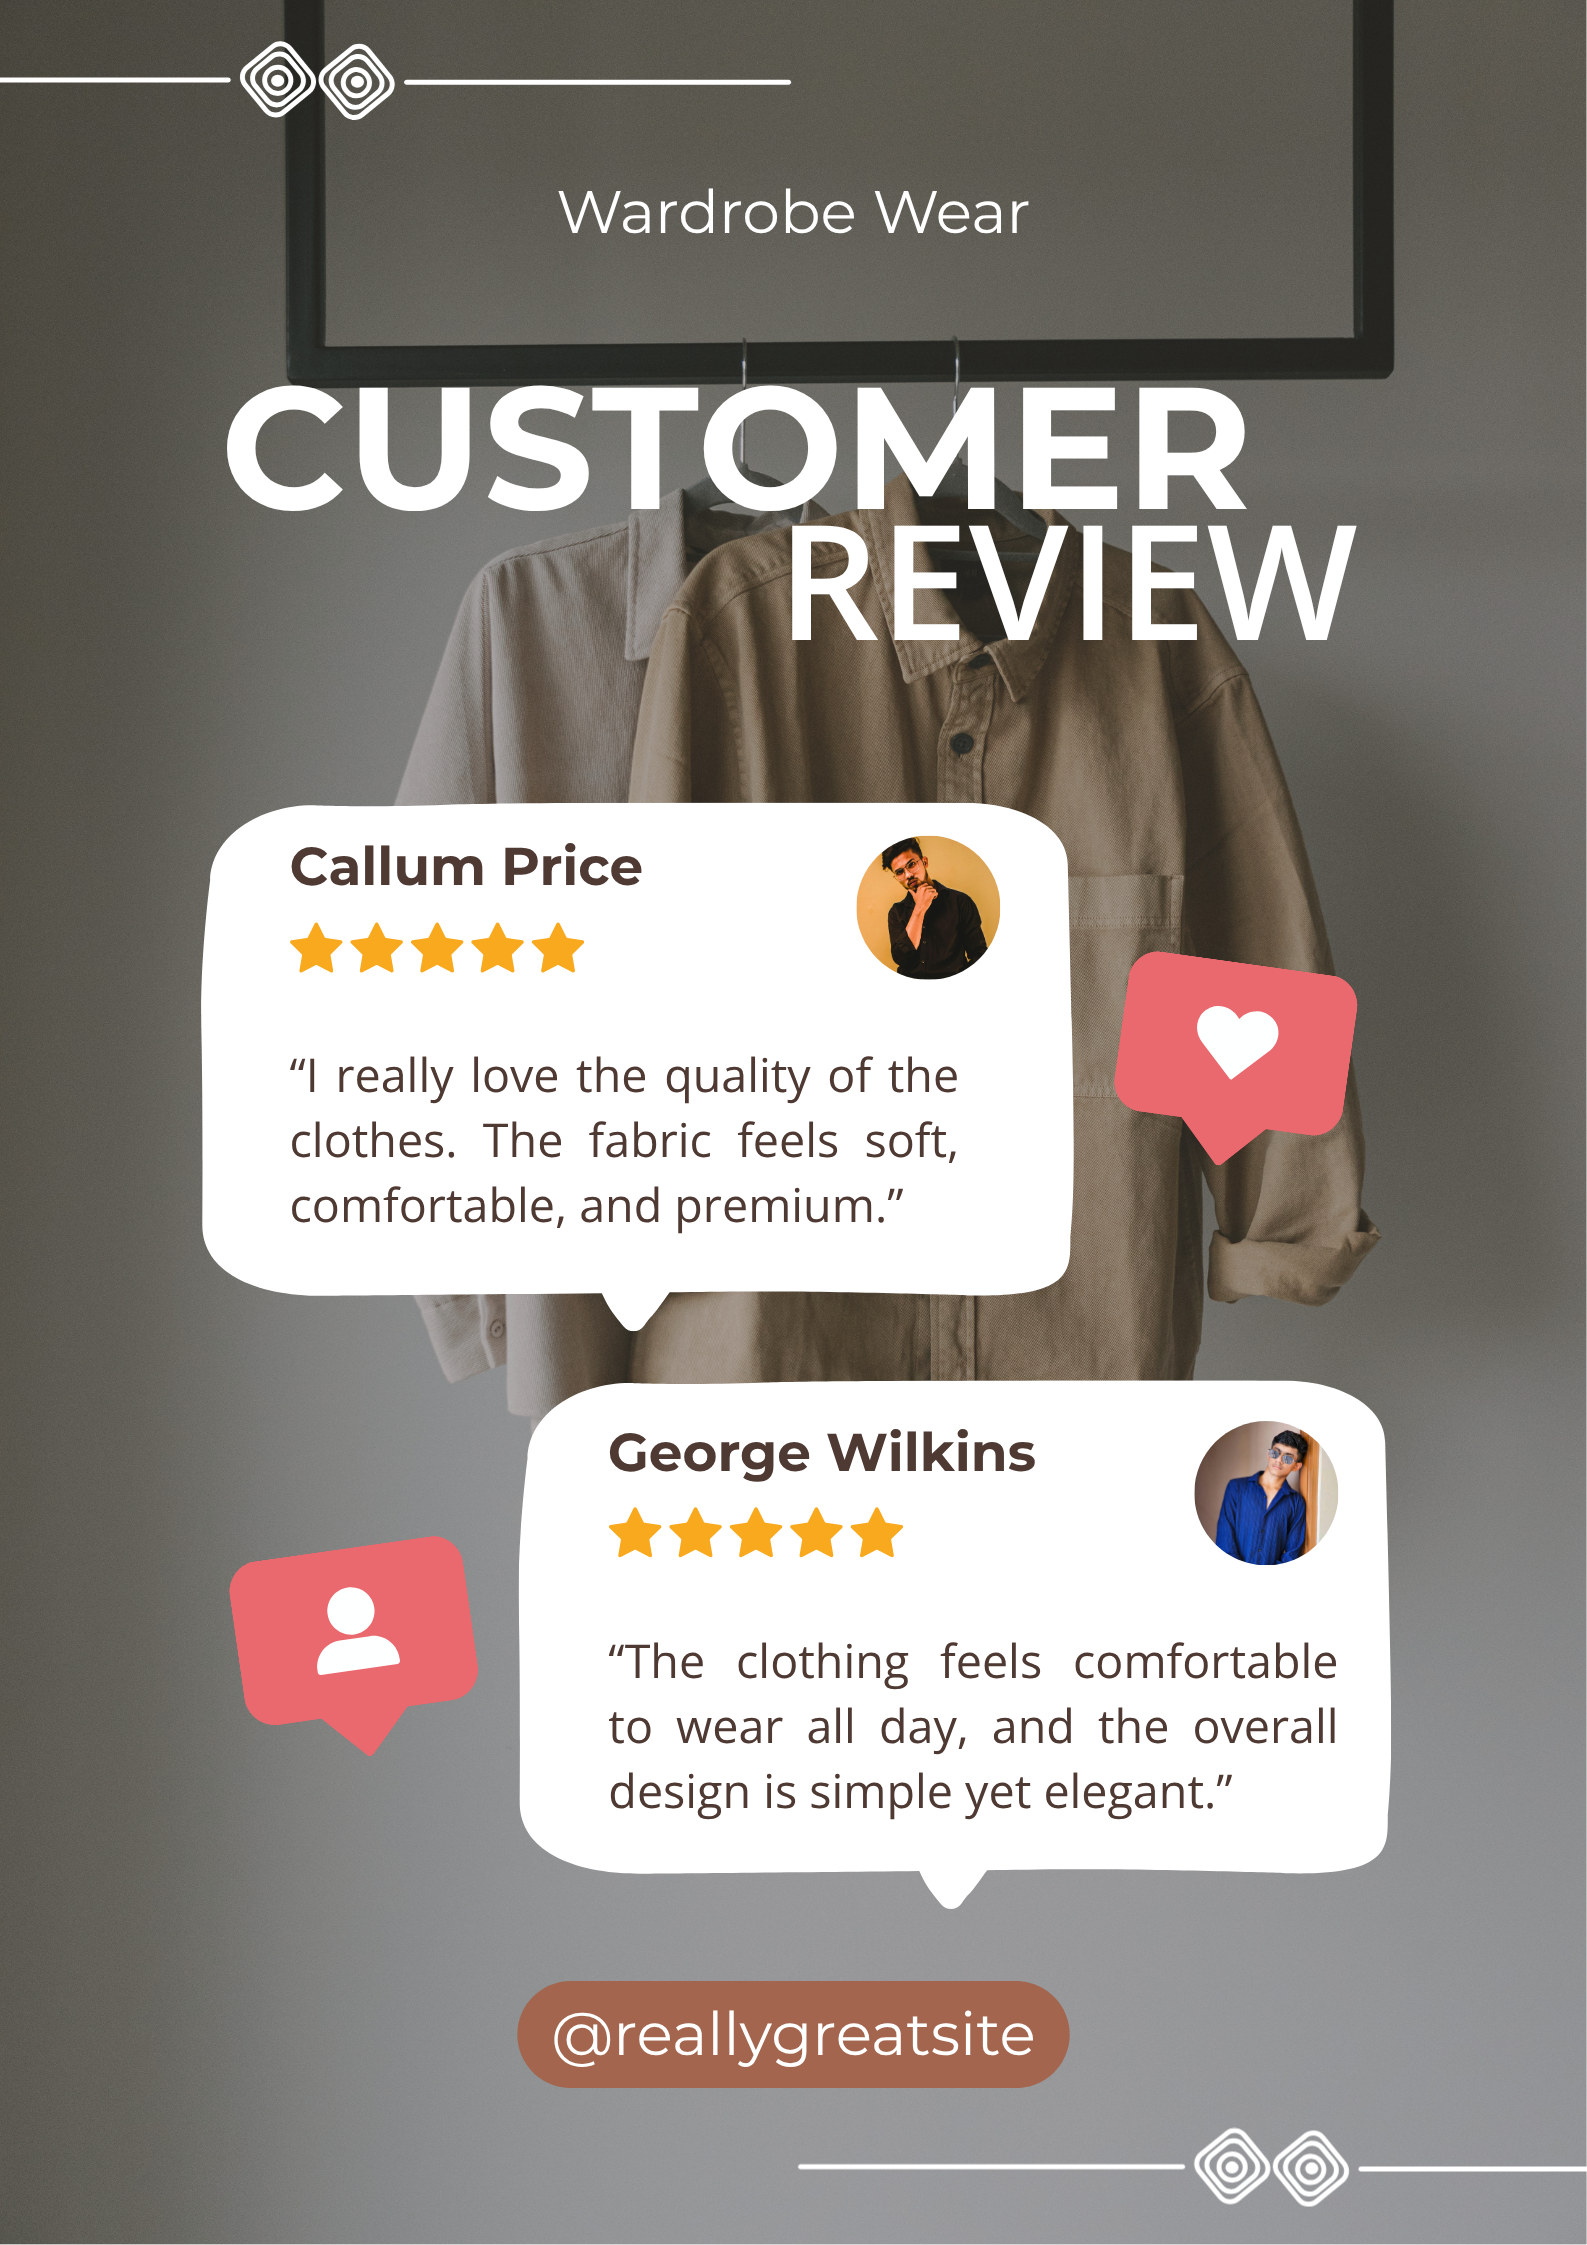 Wardrobe Wear
CUSTOMER
REVIEW
Callum Price
“I really love the quality of the
clothes. The fabric feels soft,
comfortable, and premium.”
George Wilkins
“The clothing feels comfortable
to wear all day, and the overall
design is simple yet elegant.”
@reallygreatsite